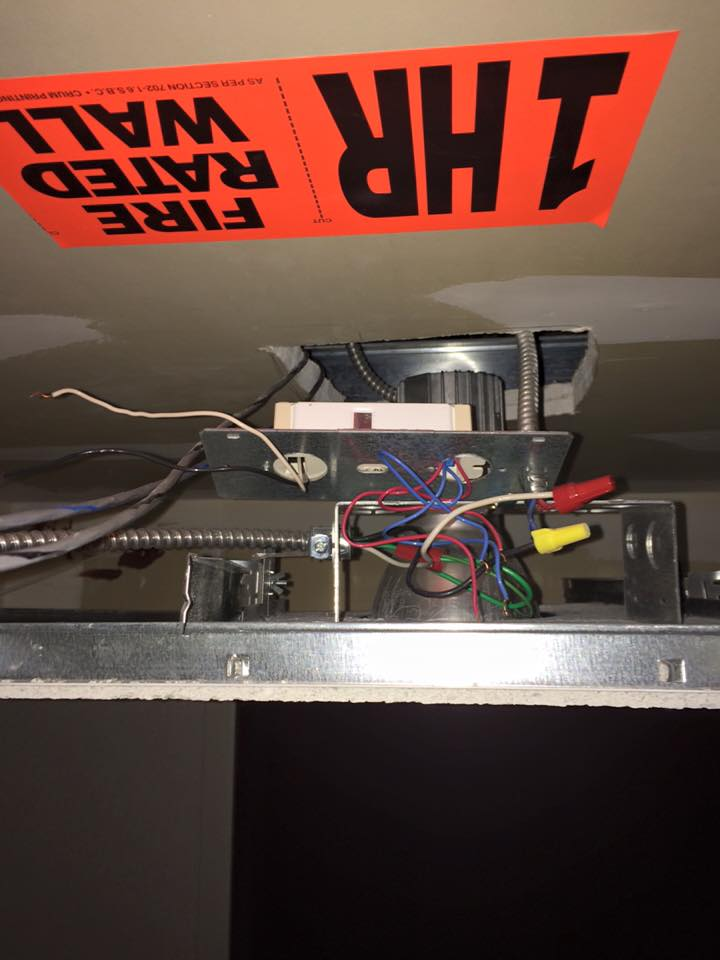 1 HR
CUT
FIRE
RATED
WALL
AS PER SECTION 702-1.6 S.B.C. • CRUM PRINTING